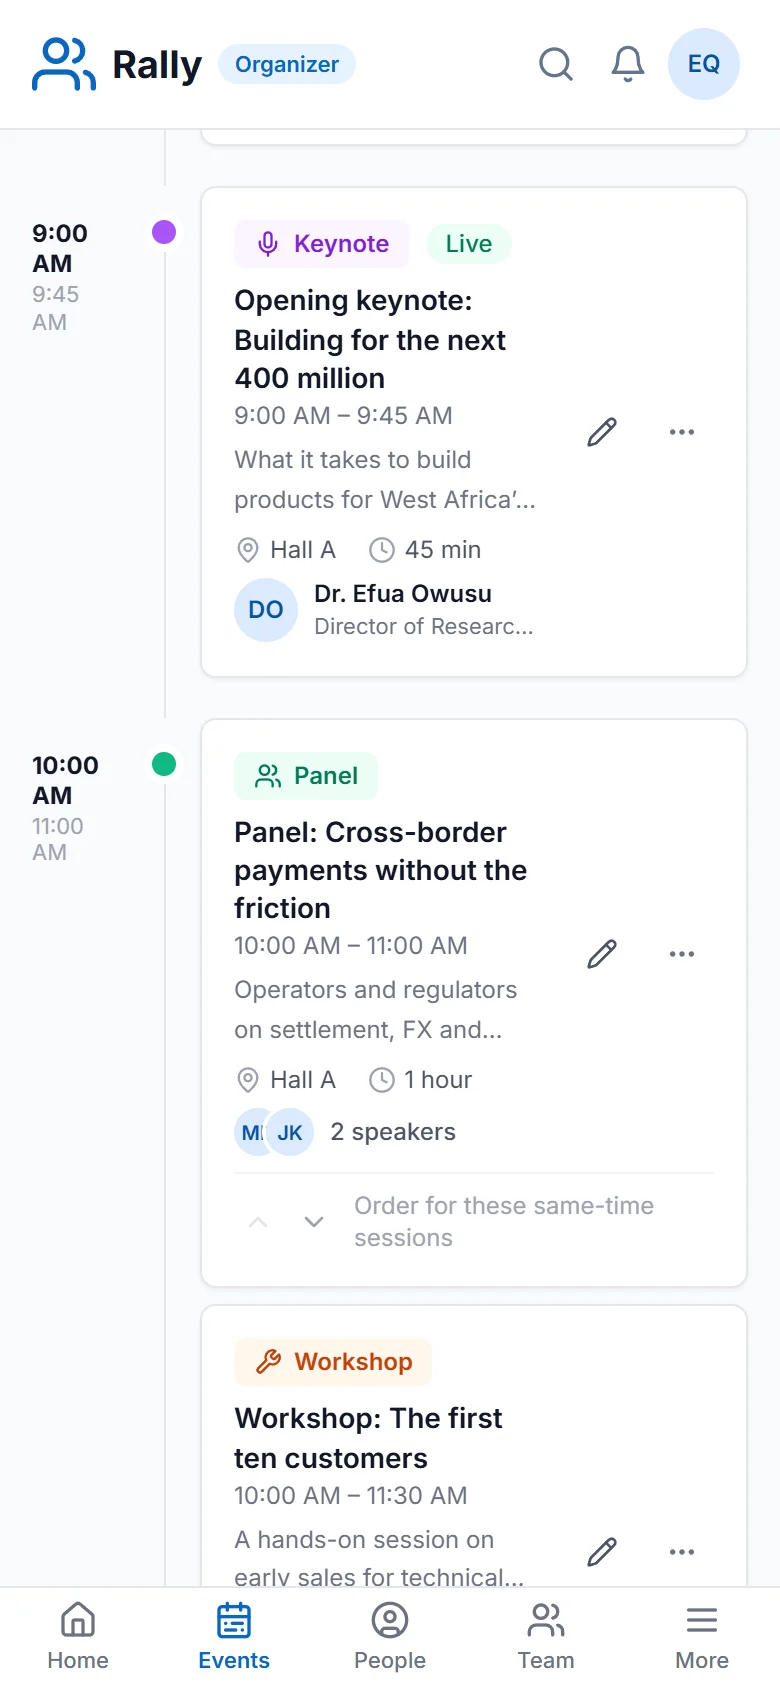 Rally
Organizer
EQ
9:00
AM
9:45
AM
Keynote
Live
Opening keynote:
Building for the next
400 million
9:00 AM – 9:45 AM
What it takes to build
products for West Africa’...
Hall A
45 min
DO
Dr. Efua Owusu
Director of Researc...
10:00
AM
11:00
AM
Panel
Panel: Cross-border
payments without the
friction
10:00 AM – 11:00 AM
Operators and regulators
on settlement, FX and...
Hall A
1 hour
JK
2 speakers
Order for these same-time
sessions
Workshop
Workshop: The first
ten customers
10:00 AM – 11:30 AM
A hands-on session on
early sales for technical...
Home
Events
People
Team
More